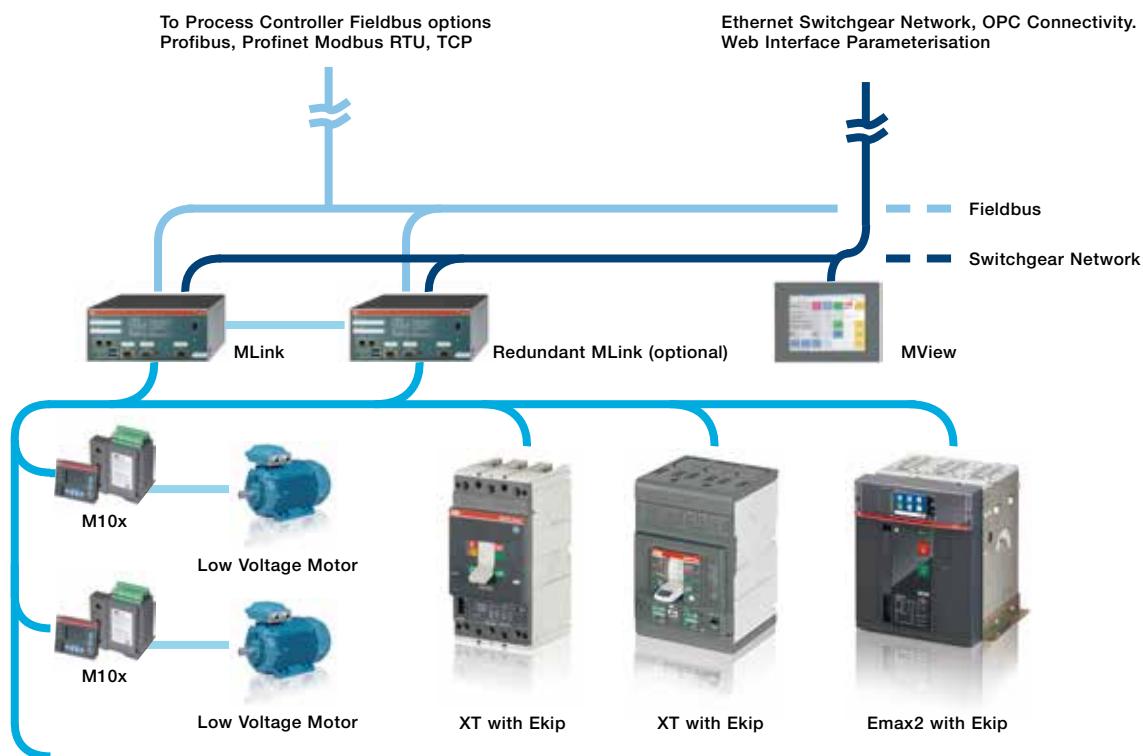 To Process Controller Fieldbus options
Profibus, Profinet Modbus RTU, TCP
Ethernet Switchgear Network, OPC Connectivity.
Web Interface Parameterisation
Fieldbus
Switchgear Network
MLink
Redundant MLink (optional)
MView
M10x
Low Voltage Motor
M10x
Low Voltage Motor
XT with Ekip
XT with Ekip
Emax2 with Ekip